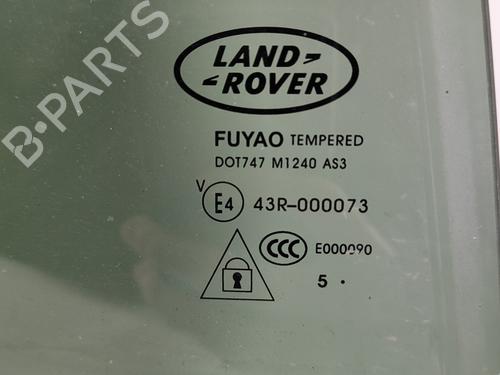 B-PARTS
LAND
ROVER
FUYAO TEMPERED
DOT747 M1240 AS3
V
E4 43R-000073
CCC E000090
5 .